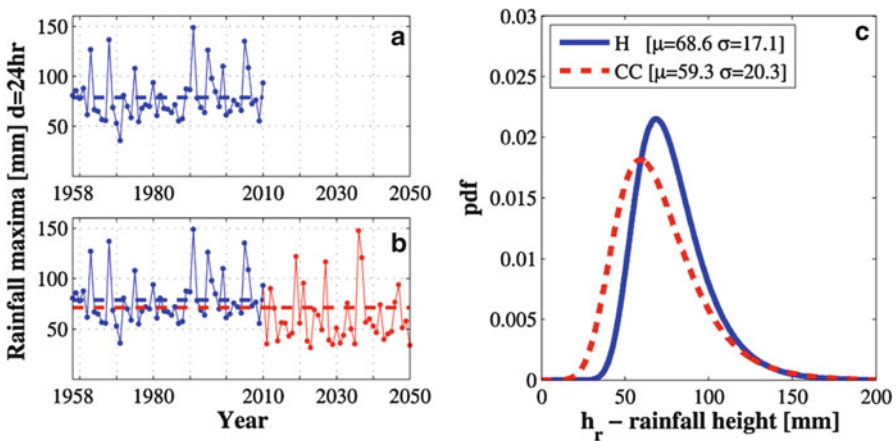 Rainfall maxima [mm] d=24hr
150
100
50
a
1958 1980 2010 2030 2050
150
100
50
b
1958 1980 2010 2030 2050
Year
0.03
0.025
0.02
0.015
0.01
0.005
0
pdf
c
H [μ=68.6 σ=17.1]
CC [μ=59.3 σ=20.3]
0 50 100 150 200
hr − rainfall height [mm]